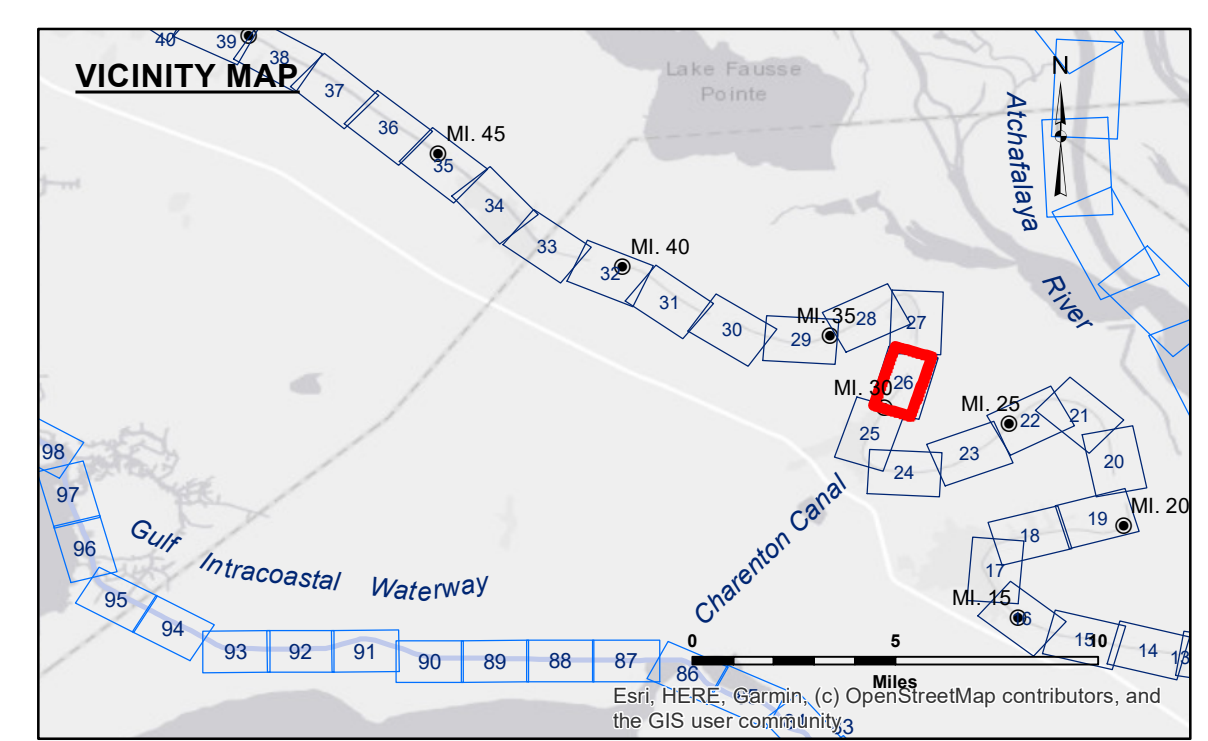 40
39
38
VICINITY MAP
37
36
MI. 45
35
34
33
MI. 40
32
31
30
29
MI. 35
28
27
Lake Fausse
Pointe
N
Atchafalaya
River
26
MI. 30
25
24
23
MI. 25
22
21
20
19
MI. 20
18
17
MI. 15
15
14
13
98
97
96
95
94
93
92
91
90
89
88
87
86
Gulf Intracoastal Waterway
Charenton Canal
0 5 10
Miles
Esri, HERE, Garmin, (c) OpenStreetMap contributors, and
the GIS user community